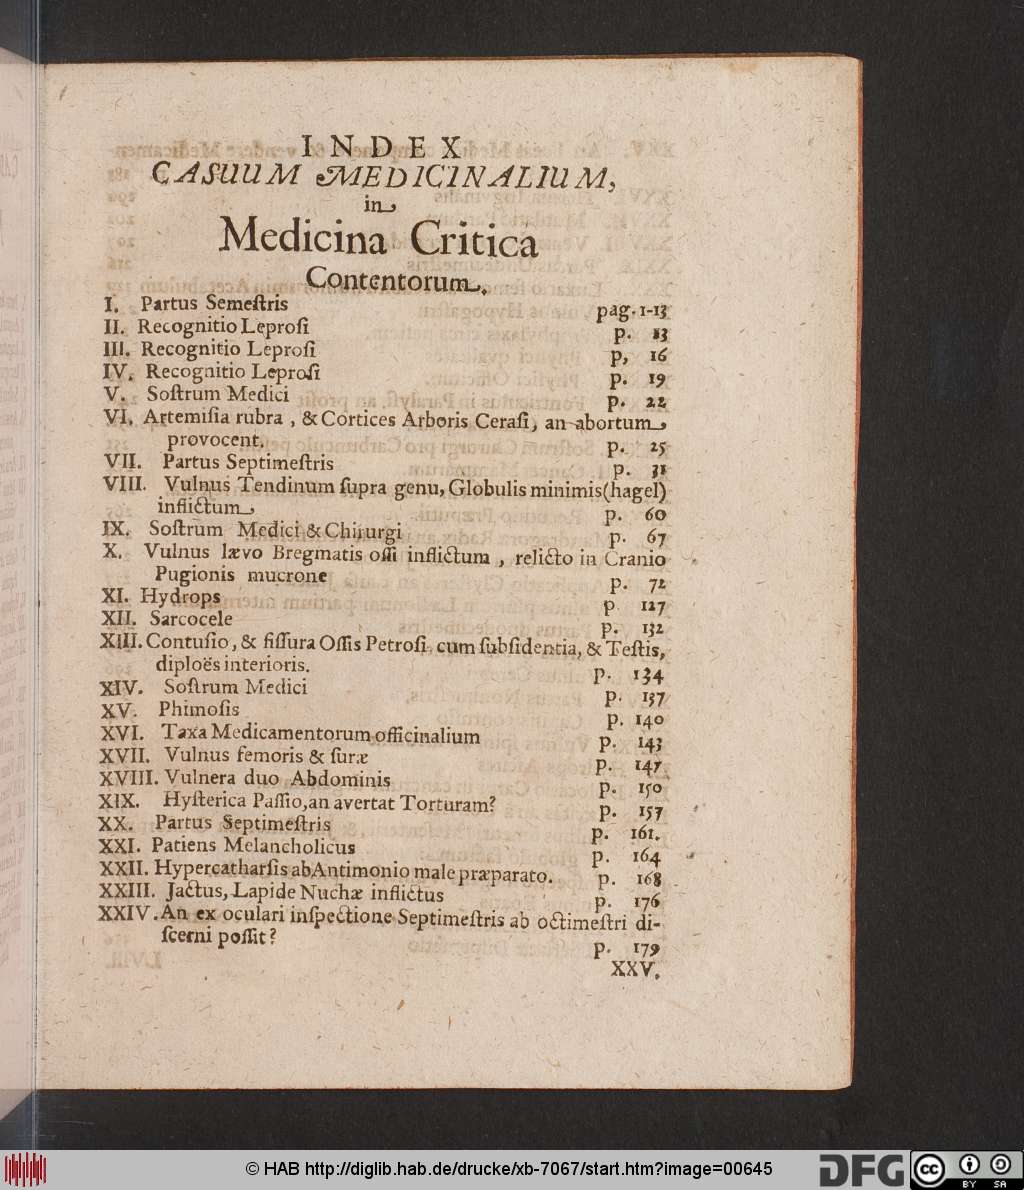 INDEX
CASUUM MEDICINALIUM,
in
Medicina Critica
Contentorum.
I. Partus Semeſtris pag. 1-13
II. Recognitio Leproſi p. 13
III. Recognitio Leproſi p, 16
IV. Recognitio Leproſi p. 19
V. Soſtrum Medici p. 22
VI. Artemiſia rubra, & Cortices Arboris Ceraſi, an abortum
provocent. p. 25
VII. Partus Septimeſtris p. 31
VIII. Vulnus Tendinum ſupra genu, Globulis minimis (hagel)
inflictum p. 60
IX. Soſtrum Medici & Chirurgi p. 67
X. Vulnus lævo Bregmatis oſſi inflictum, relicto in Cranio
Pugionis mucrone p. 72
XI. Hydrops p 127
XII. Sarcocele p. 132
XIII. Contuſio, & fiſſura Oſſis Petroſi, cum ſubſidentia, & Teſtis,
diploës interioris. p. 134
XIV. Soſtrum Medici p. 137
XV. Phimoſis p. 140
XVI. Taxa Medicamentorum officinalium p. 143
XVII. Vulnus femoris & ſuræ p. 147
XVIII. Vulnera duo Abdominis p. 150
XIX. Hyſterica Paſſio, an avertat Torturam? p. 157
XX. Partus Septimeſtris p. 161.
XXI. Patiens Melancholicus p. 164
XXII. Hypercatharſis ab Antimonio male præparato. p. 168
XXIII. Jactus, Lapide Nuchæ inflictus p. 176
XXIV. An ex oculari inſpectione Septimeſtris ab octimeſtri di-
ſcerni poſſit? p. 179
XXV.
© HAB http://diglib.hab.de/drucke/xb-7067/start.htm?image=00645
DFG
cc BY SA